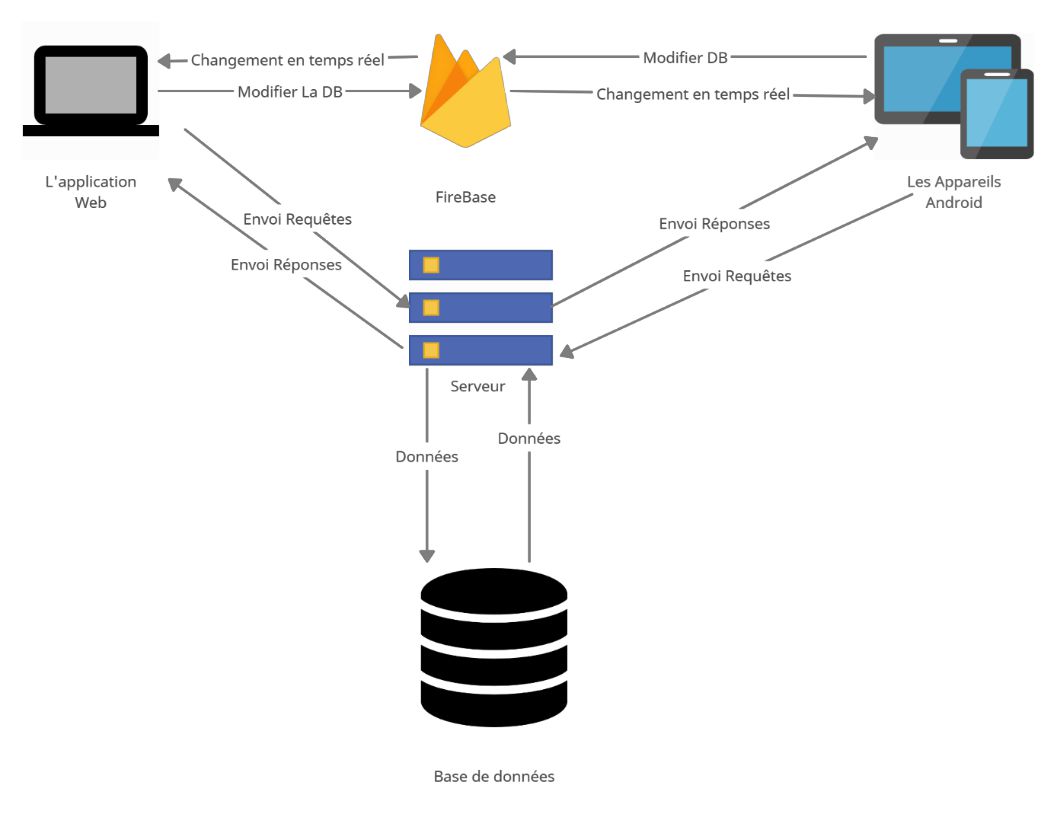 Changement en temps réel
Modifier DB
Modifier La DB
Changement en temps réel
L'application
Web
FireBase
Les Appareils
Android
Envoi Requêtes
Envoi Réponses
Envoi Réponses
Envoi Requêtes
Serveur
Données
Données
Base de données